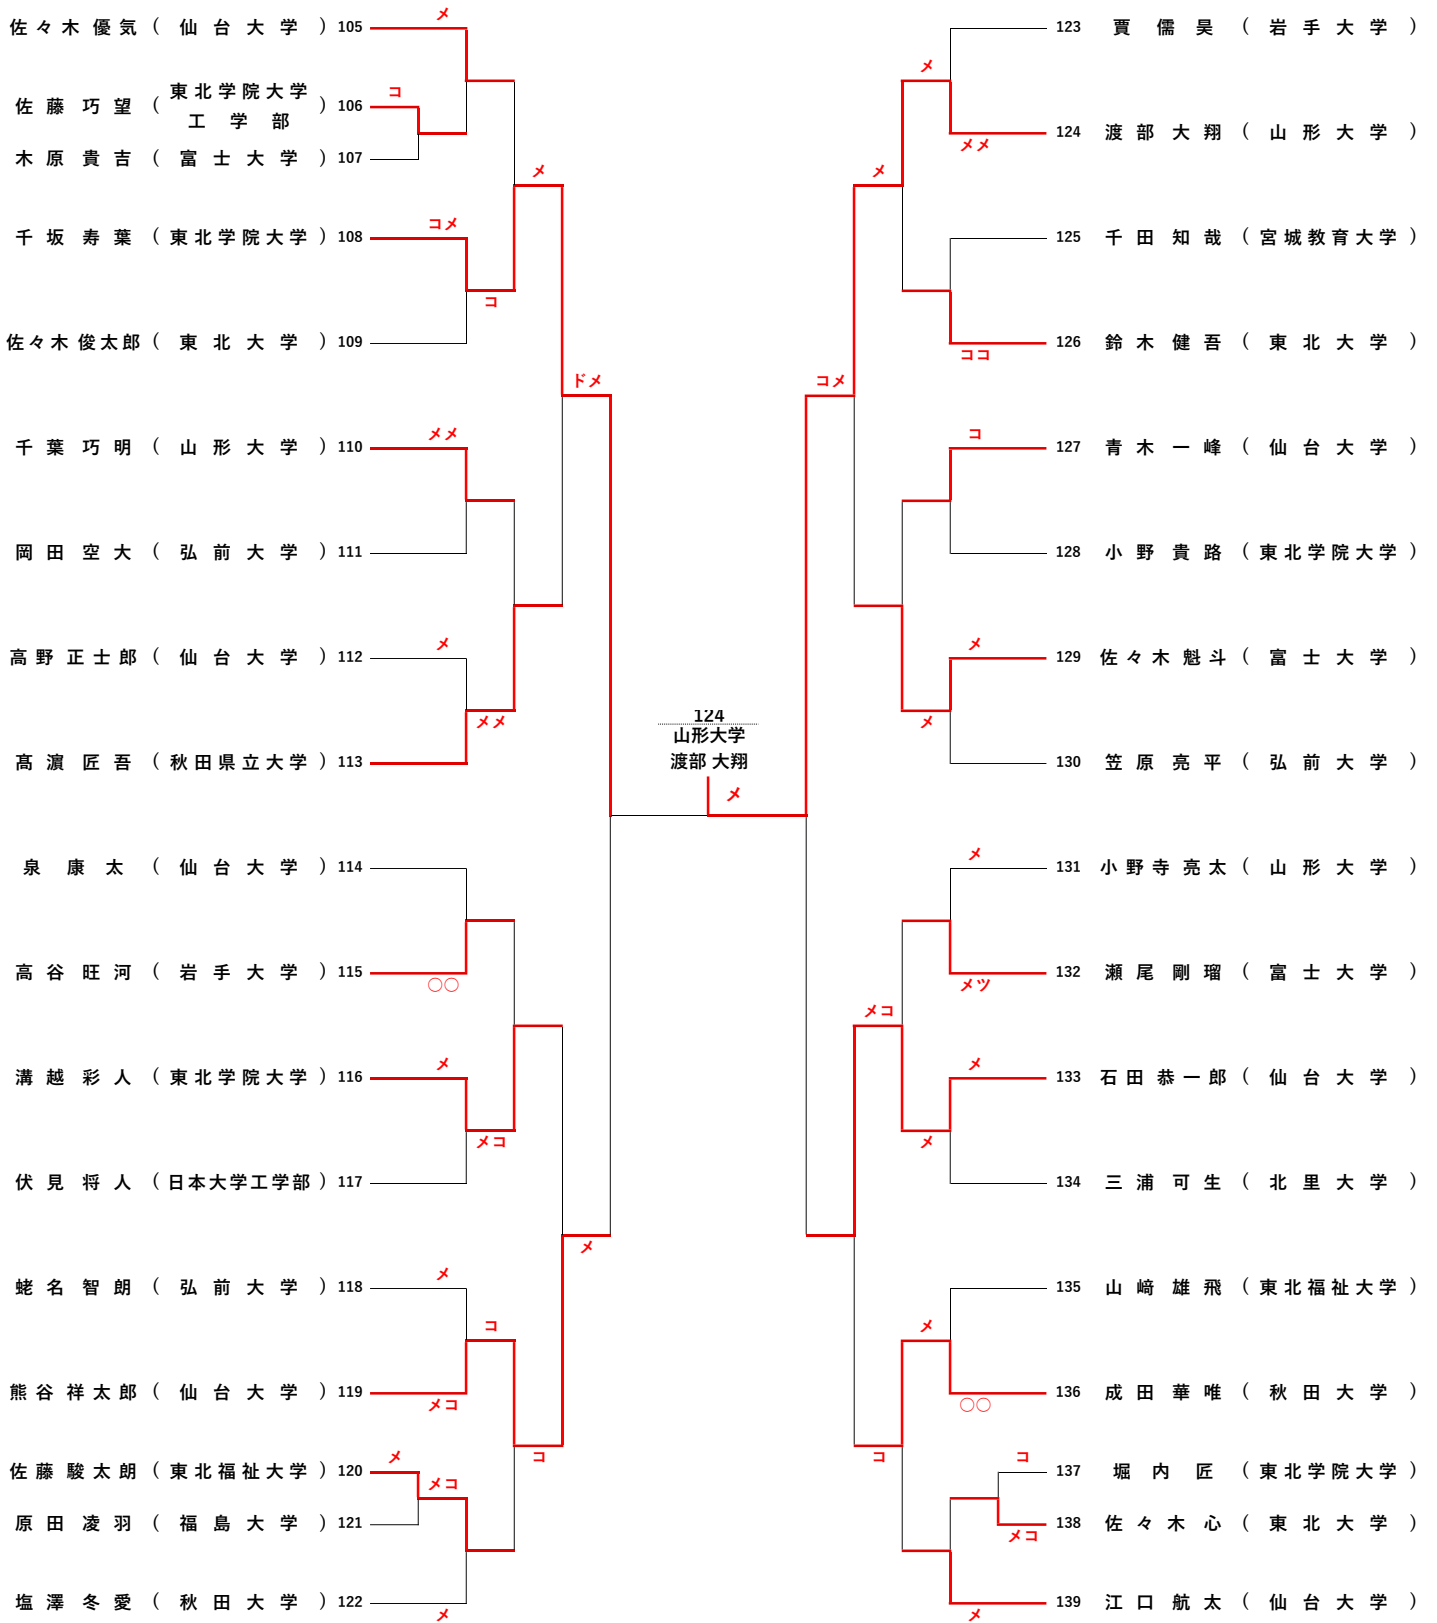 メ
佐々木 優気 ( 仙台大学 ) 105
コ
佐藤 巧望 ( 東北学院大学 工学部 ) 106
木原 貴吉 ( 富士大学 ) 107
メ
コメ
千坂 寿葉 ( 東北学院大学 ) 108
コ
佐々木 俊太郎 ( 東北大学 ) 109
ドメ
メメ
千葉 巧明 ( 山形大学 ) 110
岡田 空大 ( 弘前大学 ) 111
メ
高野 正士郎 ( 仙台大学 ) 112
メメ
髙濵 匠吾 ( 秋田県立大学 ) 113
泉 康太 ( 仙台大学 ) 114
高谷 旺河 ( 岩手大学 ) 115
〇〇
メ
溝越 彩人 ( 東北学院大学 ) 116
メコ
伏見 将人 ( 日本大学工学部 ) 117
メ
メ
蛯名 智朗 ( 弘前大学 ) 118
コ
熊谷 祥太郎 ( 仙台大学 ) 119
メコ
コ
メ
佐藤 駿太朗 ( 東北福祉大学 ) 120
メコ
原田 凌羽 ( 福島大学 ) 121
塩澤 冬愛 ( 秋田大学 ) 122
メ
124
山形大学
渡部 大翔
メ
123 賈 儒昊 ( 岩手大学 )
メ
124 渡部 大翔 ( 山形大学 )
メメ
メ
125 千田 知哉 ( 宮城教育大学 )
126 鈴木 健吾 ( 東北大学 )
ココ
コメ
コ
127 青木 一峰 ( 仙台大学 )
128 小野 貴路 ( 東北学院大学 )
メ
129 佐々木 魁斗 ( 富士大学 )
メ
130 笠原 亮平 ( 弘前大学 )
メ
131 小野寺 亮太 ( 山形大学 )
132 瀬尾 剛瑠 ( 富士大学 )
メツ
メコ
メ
133 石田 恭一郎 ( 仙台大学 )
メ
134 三浦 可生 ( 北里大学 )
135 山﨑 雄飛 ( 東北福祉大学 )
メ
136 成田 華唯 ( 秋田大学 )
〇〇
コ
コ
137 堀内 匠 ( 東北学院大学 )
138 佐々木 心 ( 東北大学 )
メコ
139 江口 航太 ( 仙台大学 )
メ